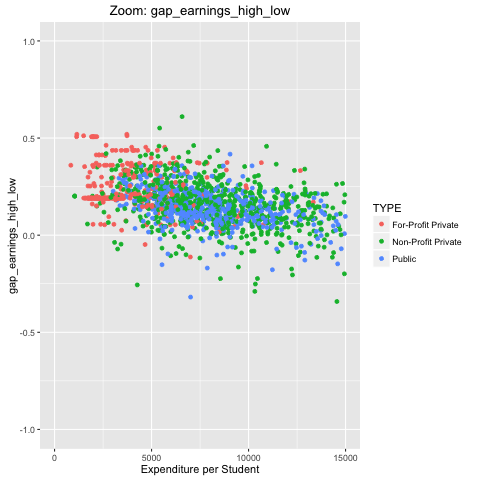 Zoom: gap_earnings_high_low
1.0
0.5
0.0
-0.5
-1.0
gap_earnings_high_low
0
5000
10000
15000
Expenditure per Student
TYPE
For-Profit Private
Non-Profit Private
Public